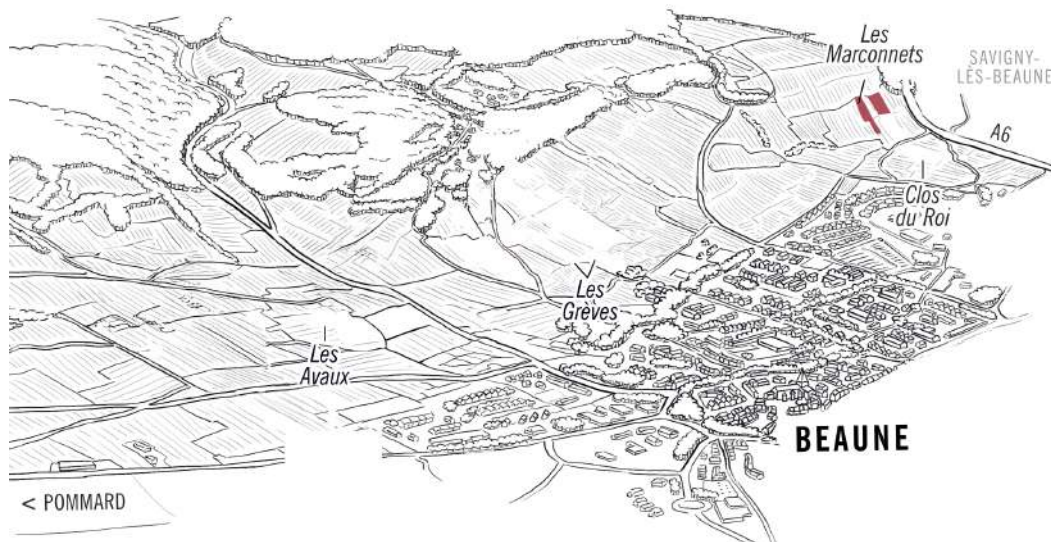 Les
Marconnets
SAVIGNY-
LÈS-BEAUNE
A6
Clos
du Roi
Les
Grèves
Les
Avaux
BEAUNE
< POMMARD